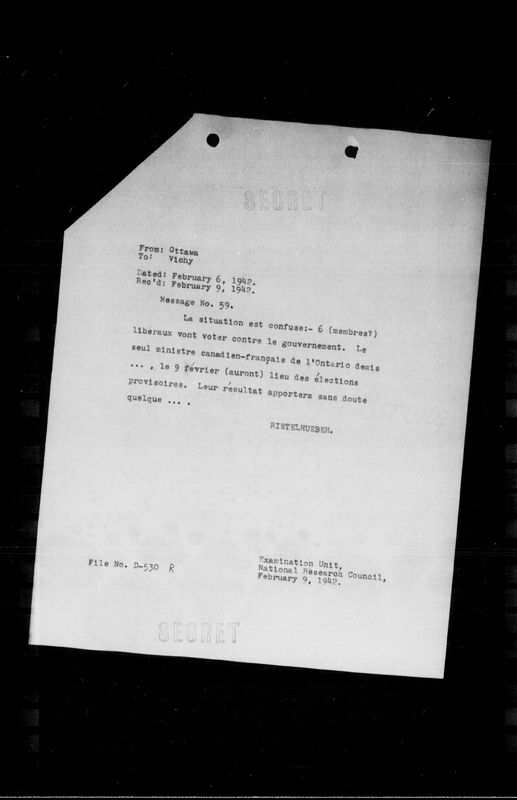 SECRET
From: Ottawa
To: Vichy
Dated: February 6, 1942.
Rec'd: February 9, 1942.
Message No. 59.
La situation est confuse:- 6 (membres?)
libéraux vont voter contre le gouvernement. Le
seul ministre canadien-français de l'Ontario demis
... , le 9 février (auront) lieu des élections
provisoires. Leur résultat apportera sans doute
quelque ... .
RISTELHUEBER.
File No. D-530 R
Examination Unit,
National Research Council,
February 9, 1942.
SECRET